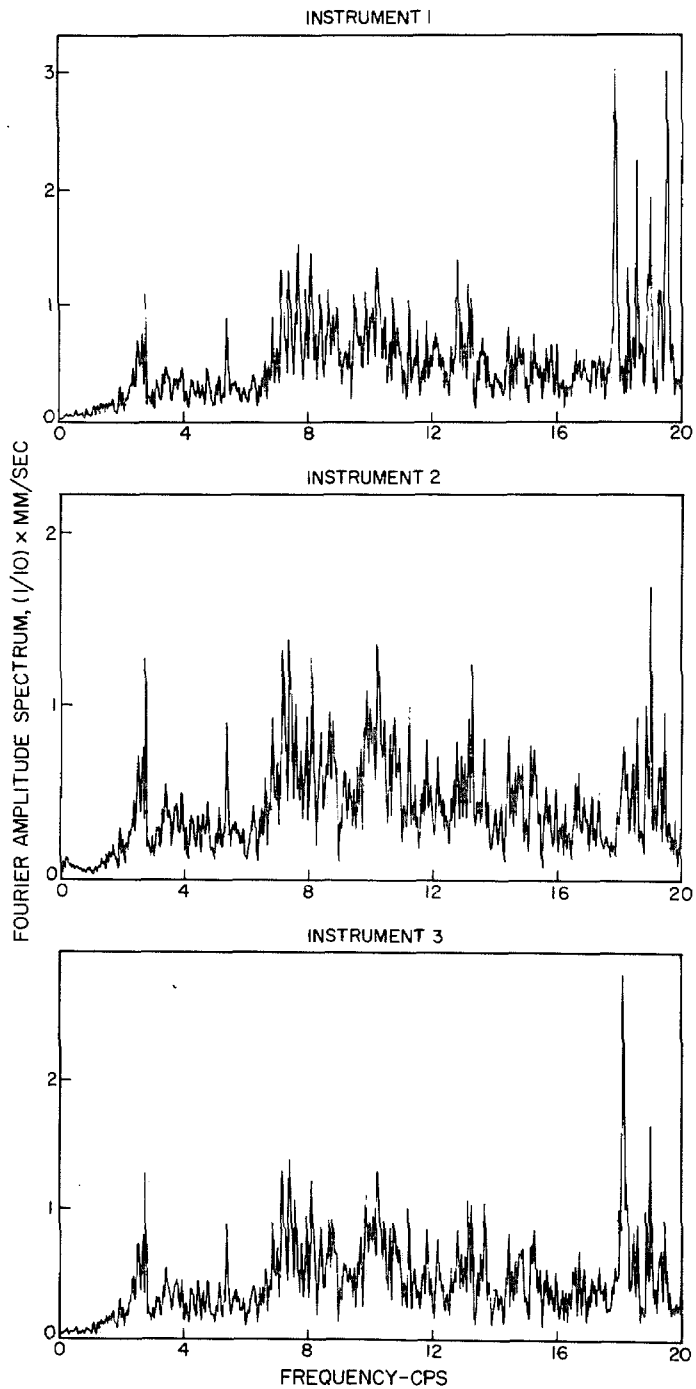 INSTRUMENT 1
3
2
1
0
0 4 8 12 16 20
INSTRUMENT 2
2
1
0
0 4 8 12 16 20
INSTRUMENT 3
2
1
0
0 4 8 12 16 20
FOURIER AMPLITUDE SPECTRUM, (1/10) × MM/SEC
FREQUENCY-CPS